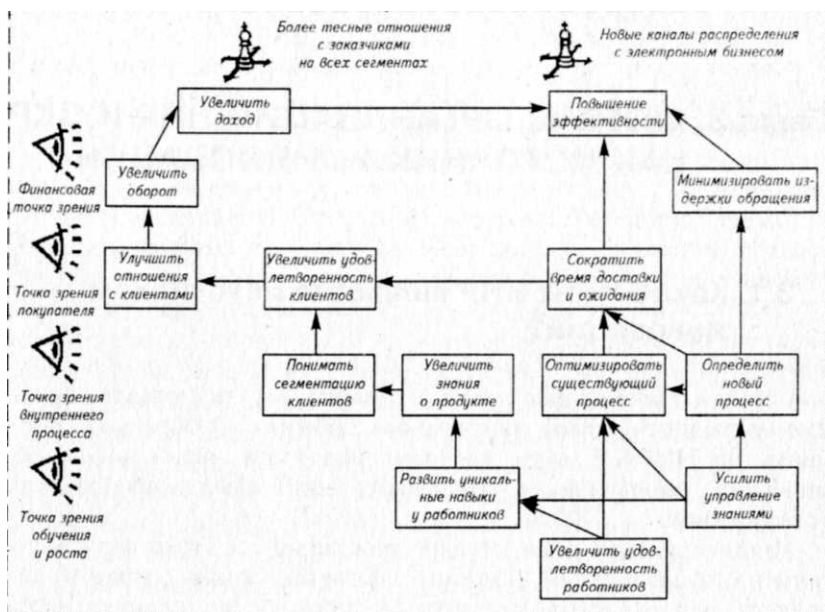 Более тесные отношения
с заказчиками
на всех сегментах
Новые каналы распределения
с электронным бизнесом
Увеличить
доход
Повышение
эффективности
Финансовая
точка зрения
Увеличить
оборот
Минимизировать из-
держки обращения
Точка зрения
покупателя
Улучшить
отношения
с клиентами
Увеличить удов-
летворенность
клиентов
Сократить
время доставки
и ожидания
Точка зрения
внутреннего
процесса
Понимать
сегментацию
клиентов
Увеличить
знания
о продукте
Оптимизировать
существующий
процесс
Определить
новый
процесс
Точка зрения
обучения
и роста
Развить уникаль-
ные навыки
у работников
Усилить
управление
знаниями
Увеличить удов-
летворенность
работников